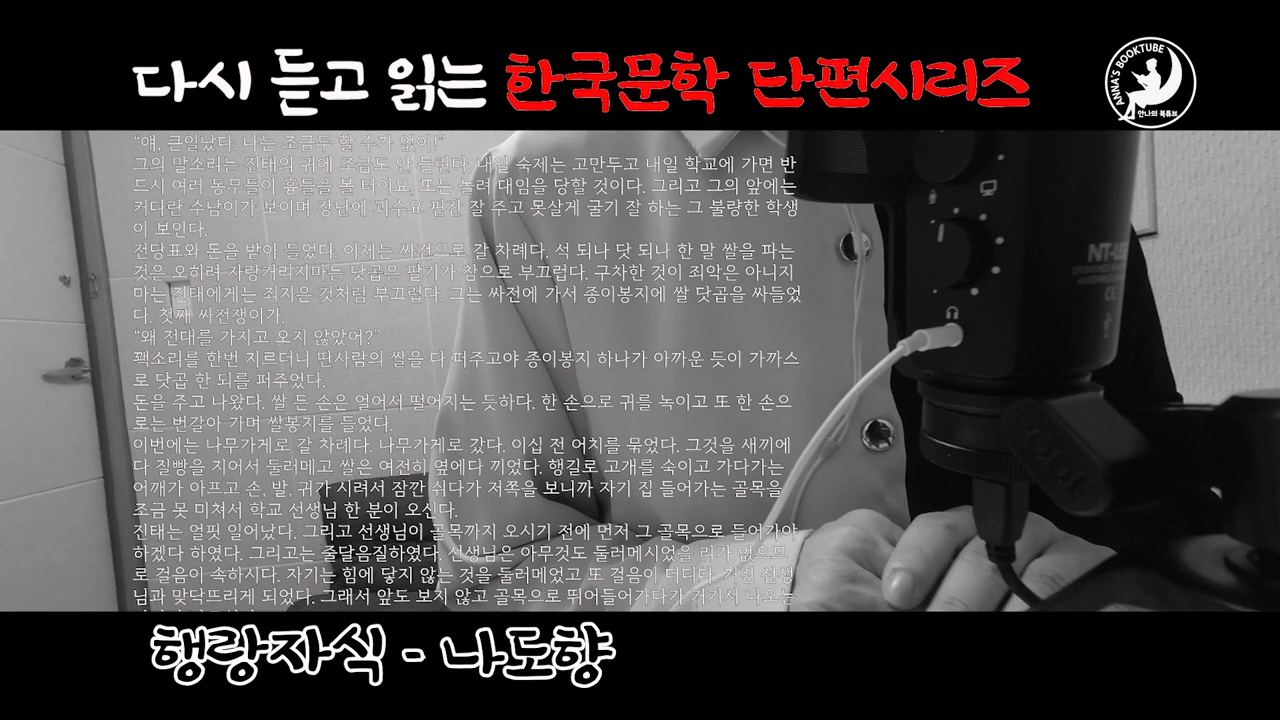 다시 듣고 읽는 한국문학 단편시리즈
ANNA'S BOOKTUBE
안나의 북튜브
“얘, 큰일났다. 나는 조금두 할 수가 없어!”
그의 말소리는 진태의 귀에 조금도 안 들린다. 내일 숙제는 고만두고 내일 학교에 가면 반
드시 여러 동무들이 흉들을 볼 터이요, 또는 놀려 대임을 당할 것이다. 그리고 그의 앞에는
커다란 수남이가 보이며 장난에 괴수요 핀잔 잘 주고 못살게 굴기 잘 하는 그 불량한 학생
이 보인다.
전당표와 돈을 받아 들었다. 이제는 싸전으로 갈 차례다. 석 되나 닷 되나 한 말 쌀을 파는
것은 오히려 자랑거리지마는 닷곱은 팔기가 참으로 부끄럽다. 구차한 것이 죄악은 아니지
마는 진태에게는 죄지은 것처럼 부끄럽다. 그는 싸전에 가서 종이봉지에 쌀 닷곱을 싸들었
다. 첫째 싸전쟁이가,
“왜 전대를 가지고 오지 않았어?”
꽥소리를 한번 지르더니 딴사람의 쌀을 다 퍼주고야 종이봉지 하나가 아까운 듯이 가까스
로 닷곱 한 되를 퍼주었다.
돈을 주고 나왔다. 쌀 든 손은 얼어서 떨어지는 듯하다. 한 손으로 귀를 녹이고 또 한 손으
로는 번갈아 가며 쌀봉지를 들었다.
이번에는 나무가게로 갈 차례다. 나무가게로 갔다. 이십 전 어치를 묶었다. 그것을 새끼에
다 질빵을 지어서 둘러메고 쌀은 여전히 옆에다 끼었다. 행길로 고개를 숙이고 가다가는
어깨가 아프고 손, 발, 귀가 시려서 잠깐 쉬다가 저쪽을 보니까 자기 집 들어가는 골목을
조금 못 미쳐서 학교 선생님 한 분이 오신다.
진태는 얼핏 일어났다. 그리고 선생님이 골목까지 오시기 전에 먼저 그 골목으로 들어가야
하겠다 하였다. 그리고는 줄달음질하였다. 선생님은 아무것도 둘러메시었을 리가 없으므
로 걸음이 속하시다. 자기는 힘에 닿지 않는 것을 둘러메었고 또 걸음이 더디다. 거진 선생
님과 맞닥뜨리게 되었다. 그래서 앞도 보지 않고 골목으로 뛰어들어가다가 거기서 나오는
NT-US
CE
행랑자식 - 나도향